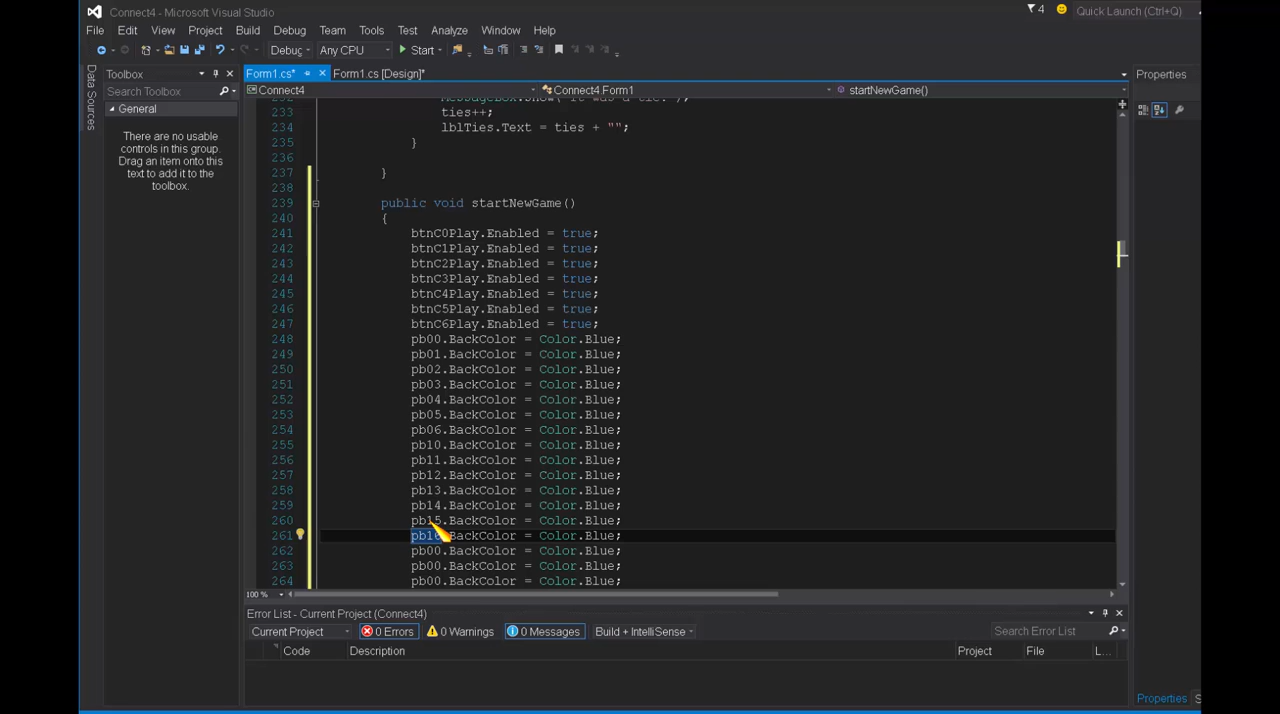 Connect4 - Microsoft Visual Studio
4
Quick Launch (Ctrl+Q)
File Edit View Project Build Debug Team Tools Test Analyze Window Help
Debug Any CPU Start
Data Sources
Toolbox
Search Toolbox
General
There are no usable
controls in this group.
Drag an item onto this
text to add it to the
toolbox.
Form1.cs* Form1.cs [Design]*
Connect4 Connect4.Form1 startNewGame()
232 MessageBox.Show("It was a tie!");
233 ties++;
234 lblTies.Text = ties + "";
235 }
236
237 }
238
239 public void startNewGame()
240 {
241 btnC0Play.Enabled = true;
242 btnC1Play.Enabled = true;
243 btnC2Play.Enabled = true;
244 btnC3Play.Enabled = true;
245 btnC4Play.Enabled = true;
246 btnC5Play.Enabled = true;
247 btnC6Play.Enabled = true;
248 pb00.BackColor = Color.Blue;
249 pb01.BackColor = Color.Blue;
250 pb02.BackColor = Color.Blue;
251 pb03.BackColor = Color.Blue;
252 pb04.BackColor = Color.Blue;
253 pb05.BackColor = Color.Blue;
254 pb06.BackColor = Color.Blue;
255 pb10.BackColor = Color.Blue;
256 pb11.BackColor = Color.Blue;
257 pb12.BackColor = Color.Blue;
258 pb13.BackColor = Color.Blue;
259 pb14.BackColor = Color.Blue;
260 pb15.BackColor = Color.Blue;
261 pb16.BackColor = Color.Blue;
262 pb00.BackColor = Color.Blue;
263 pb00.BackColor = Color.Blue;
264 pb00.BackColor = Color.Blue;
100 %
Error List - Current Project (Connect4)
Current Project 0 Errors 0 Warnings 0 Messages Build + IntelliSense Search Error List
Code Description Project File L...
Properties
Properties S